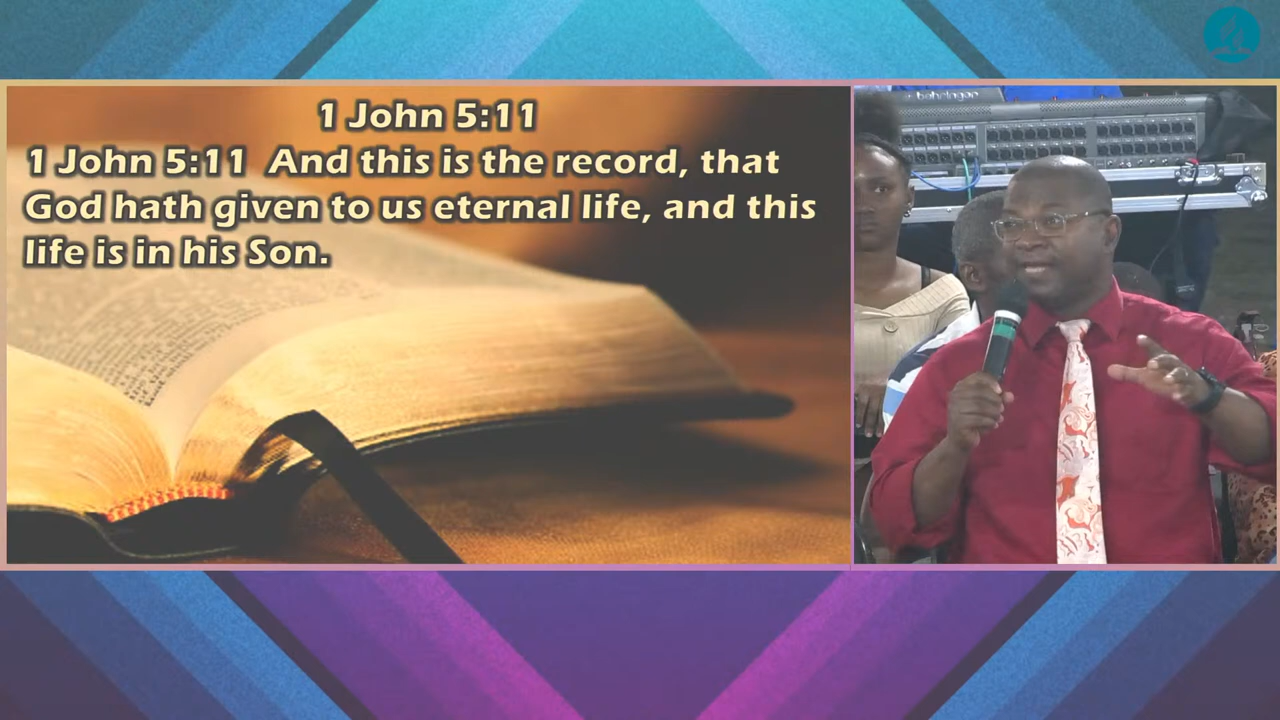 1 John 5:11
1 John 5:11 And this is the record, that
God hath given to us eternal life, and this
life is in his Son.
behringer